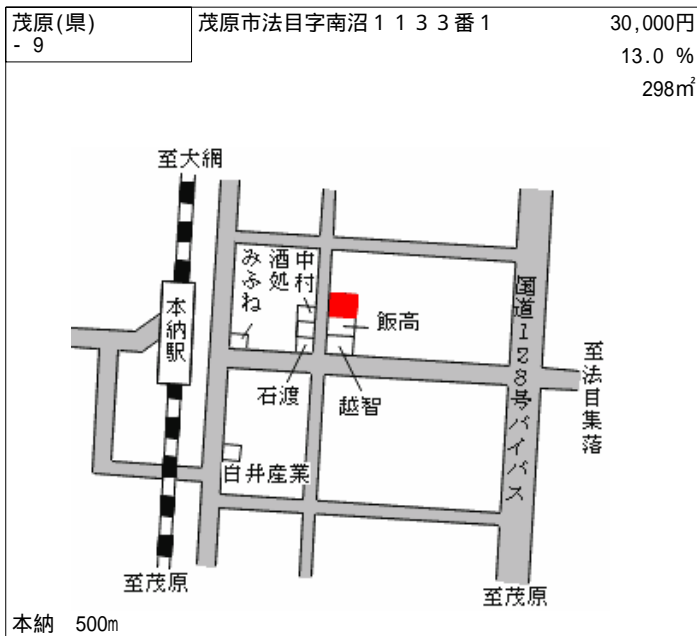 茂原(県)
- 9
茂原市法目字南沼１１３３番1
30,000円
13.0 %
298㎡
至大網
本納駅
酒処
みふね
中村
飯高
石渡
越智
国道128号バイパス
至法目集落
白井産業
至茂原
至茂原
本納 500m